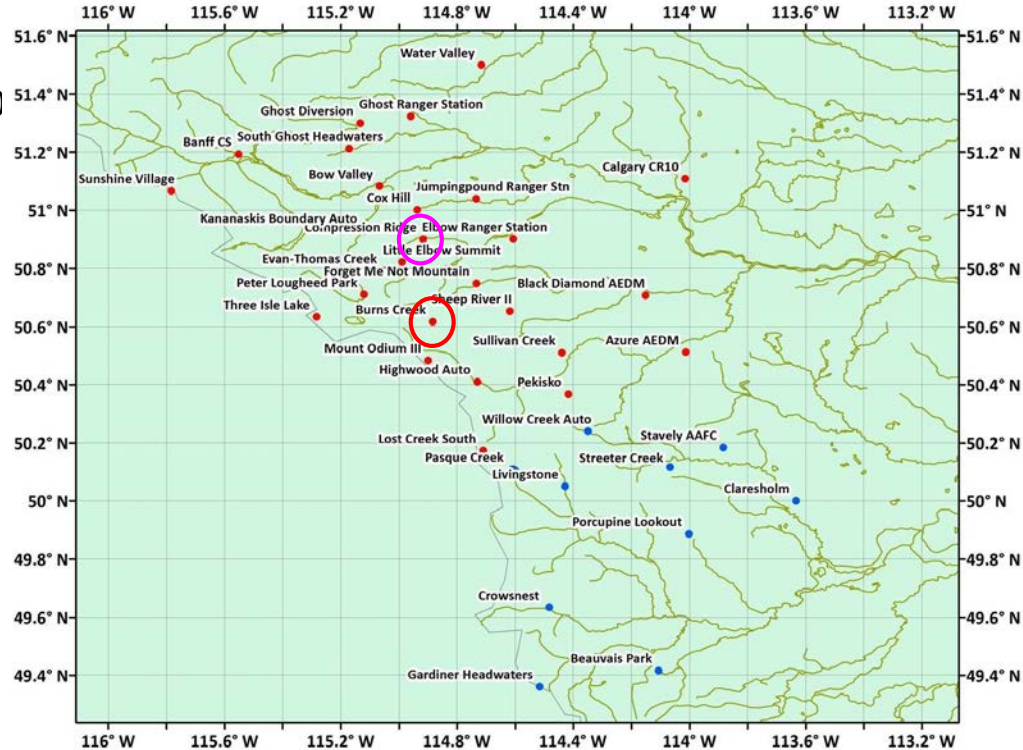 116° W 115.6° W 115.2° W 114.8° W 114.4° W 114° W 113.6° W 113.2° W
51.6° N 51.6° N
Water Valley
51.4° N 51.4° N
Ghost Diversion Ghost Ranger Station
Banff CS South Ghost Headwaters
51.2° N 51.2° N
Sunshine Village Bow Valley Calgary CR10
Cox Hill Jumpingpound Ranger Stn
51° N 51° N
Kananaskis Boundary Auto
Compression Ridge Elbow Ranger Station
Little Elbow Summit
Evan-Thomas Creek
50.8° N 50.8° N
Forget Me Not Mountain
Peter Lougheed Park Black Diamond AEDM
Three Isle Lake Sheep River II
Burns Creek
50.6° N 50.6° N
Mount Odium III Sullivan Creek Azure AEDM
Highwood Auto
50.4° N Pekisko 50.4° N
Willow Creek Auto
50.2° N 50.2° N
Lost Creek South Stavely AAFC
Pasque Creek Streeter Creek
Livingstone
50° N Claresholm 50° N
Porcupine Lookout
49.8° N 49.8° N
Crowsnest
49.6° N 49.6° N
Beauvais Park
49.4° N Gardiner Headwaters 49.4° N
116° W 115.6° W 115.2° W 114.8° W 114.4° W 114° W 113.6° W 113.2° W